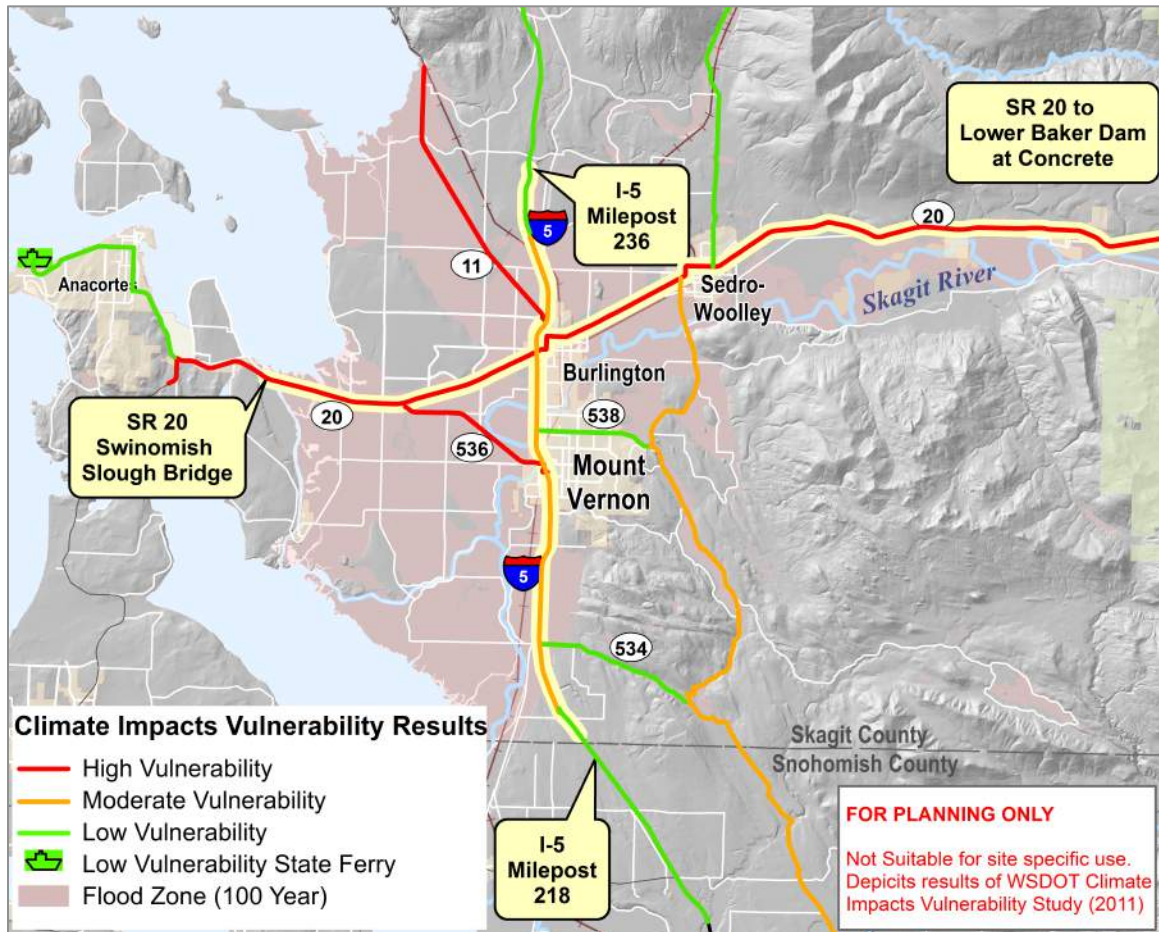 SR 20 to
Lower Baker Dam
at Concrete
I-5
Milepost
236
5
20
11
Anacortes
Sedro-
Woolley
Skagit River
Burlington
SR 20
Swinomish
Slough Bridge
20
538
536
Mount
Vernon
5
534
Skagit County
Snohomish County
Climate Impacts Vulnerability Results
High Vulnerability
Moderate Vulnerability
Low Vulnerability
Low Vulnerability State Ferry
Flood Zone (100 Year)
I-5
Milepost
218
FOR PLANNING ONLY
Not Suitable for site specific use.
Depicits results of WSDOT Climate
Impacts Vulnerability Study (2011)